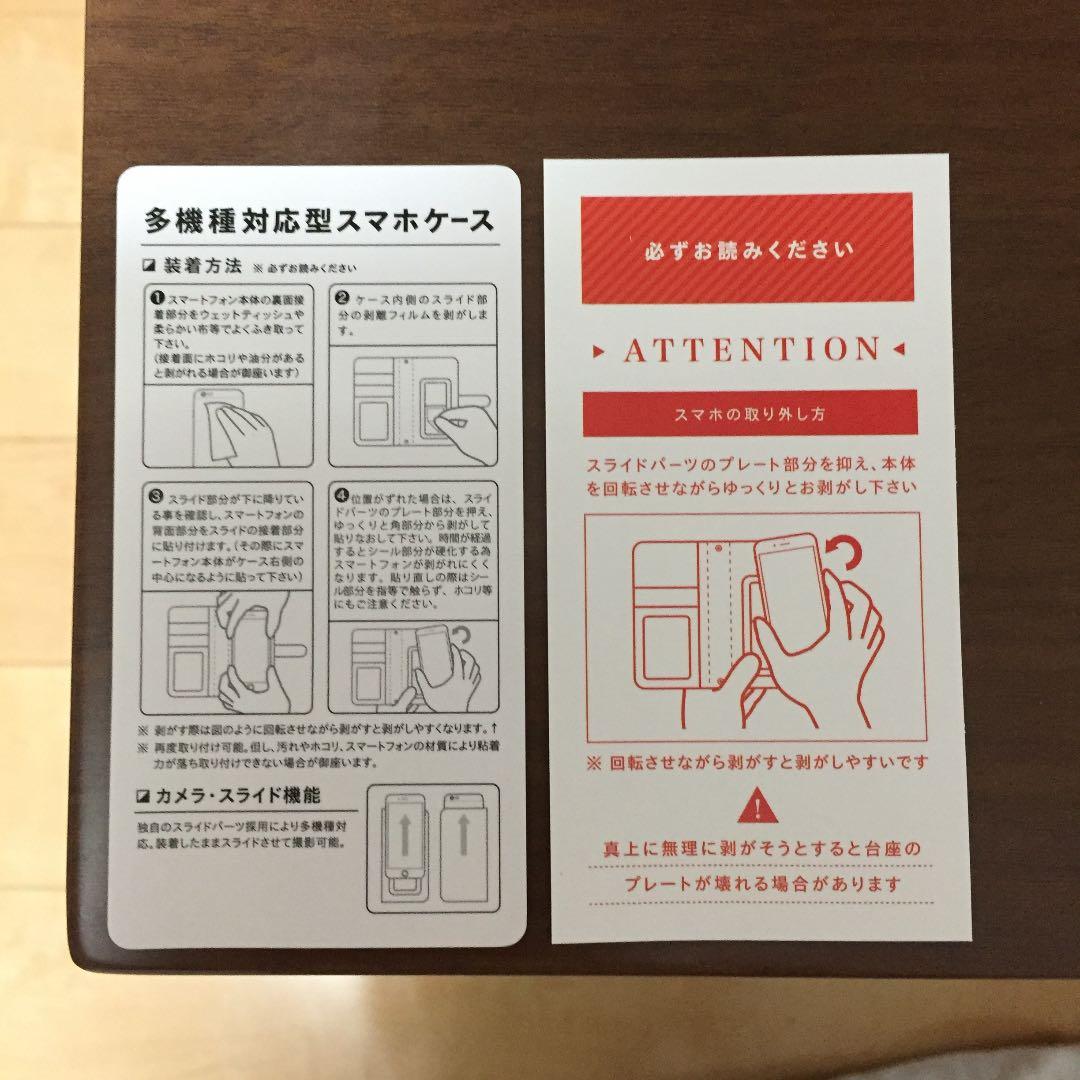 多機種対応型スマホケース
装着方法 ※ 必ずお読みください
❶スマートフォン本体の裏面接
着部分をウェットティッシュや
柔らかい布等でよくふき取って
下さい。
(接着面にホコリや油分がある
と剥がれる場合が御座います)
❷ ケース内側のスライド部
分の剥離フィルムを剥がしま
す。
❸ スライド部分が下に降りてい
る事を確認し、スマートフォンの
背面部分をスライドの接着部分
に貼り付けます。(その際にスマ
ートフォン本体がケース右側の
中心になるように貼って下さい)
❹位置がずれた場合は、スライ
ドパーツのプレート部分を押え、
ゆっくりと角部分から剥がして
貼りなおして下さい。時間が経過
するとシール部分が硬化する為
スマートフォンが剥がれにくく
なります。貼り直しの際はシー
ル部分を指等で触らず、ホコリ等
にもご注意ください。
※ 剥がす際は図のように回転させながら剥がすと剥がしやすくなります。↑
※ 再度取り付け可能。但し、汚れやホコリ、スマートフォンの材質により粘着
力が落ち取り付けできない場合が御座います。
カメラ・スライド機能
独自のスライドパーツ採用により多機種対
応。装着したままスライドさせて撮影可能。
必ずお読みください
ATTENTION
スマホの取り外し方
スライドパーツのプレート部分を抑え、本体
を回転させながらゆっくりとお剥がし下さい
※ 回転させながら剥がすと剥がしやすいです
!
真上に無理に剥がそうとすると台座の
プレートが壊れる場合があります